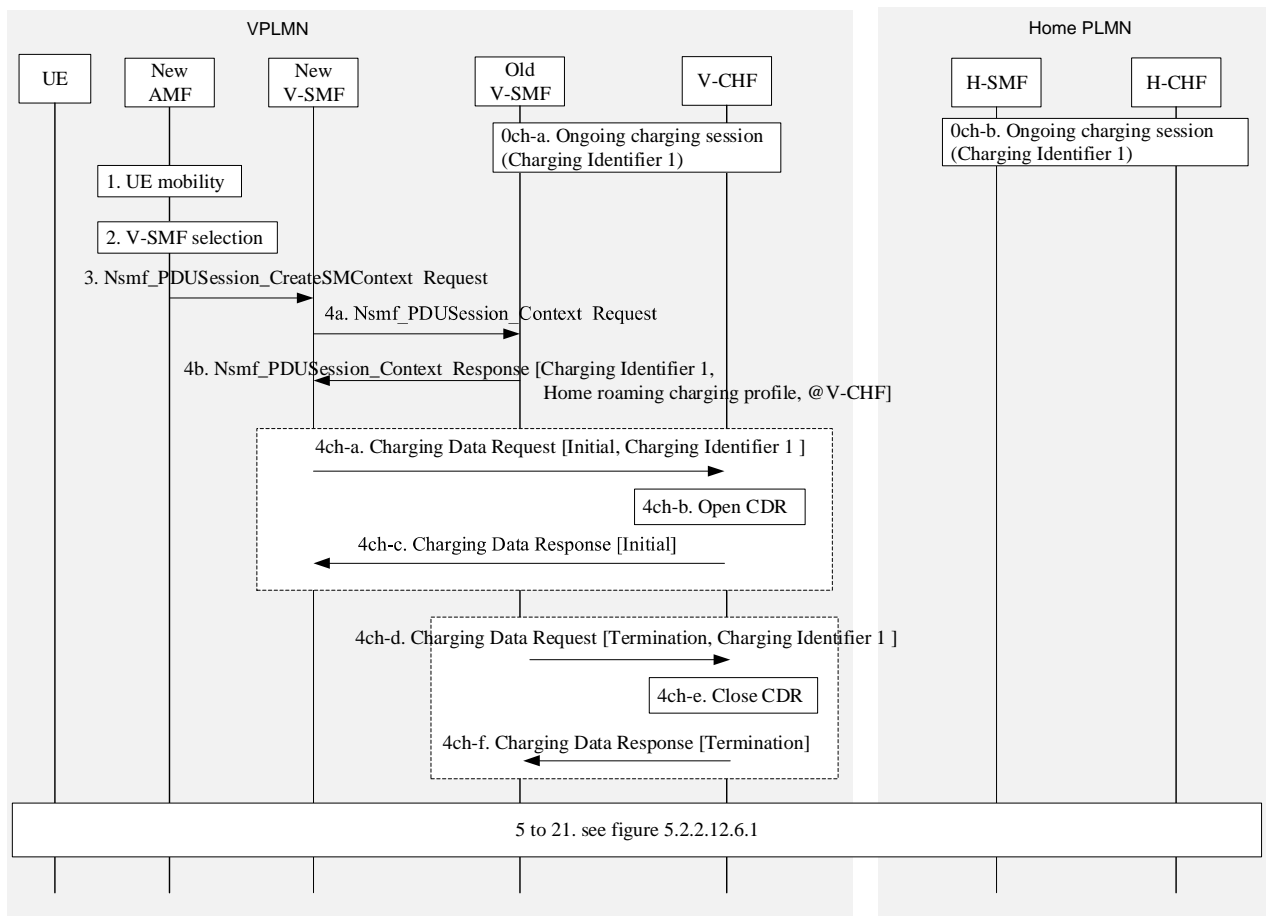 VPLMN
Home PLMN
UE
New
AMF
New
V-SMF
Old
V-SMF
V-CHF
H-SMF
H-CHF
0ch-a. Ongoing charging session
(Charging Identifier 1)
0ch-b. Ongoing charging session
(Charging Identifier 1)
1. UE mobility
2. V-SMF selection
3. Nsmf_PDUSession_CreateSMContext Request
4a. Nsmf_PDUSession_Context Request
4b. Nsmf_PDUSession_Context Response [Charging Identifier 1,
Home roaming charging profile, @V-CHF]
4ch-a. Charging Data Request [Initial, Charging Identifier 1 ]
4ch-b. Open CDR
4ch-c. Charging Data Response [Initial]
4ch-d. Charging Data Request [Termination, Charging Identifier 1 ]
4ch-e. Close CDR
4ch-f. Charging Data Response [Termination]
5 to 21. see figure 5.2.2.12.6.1